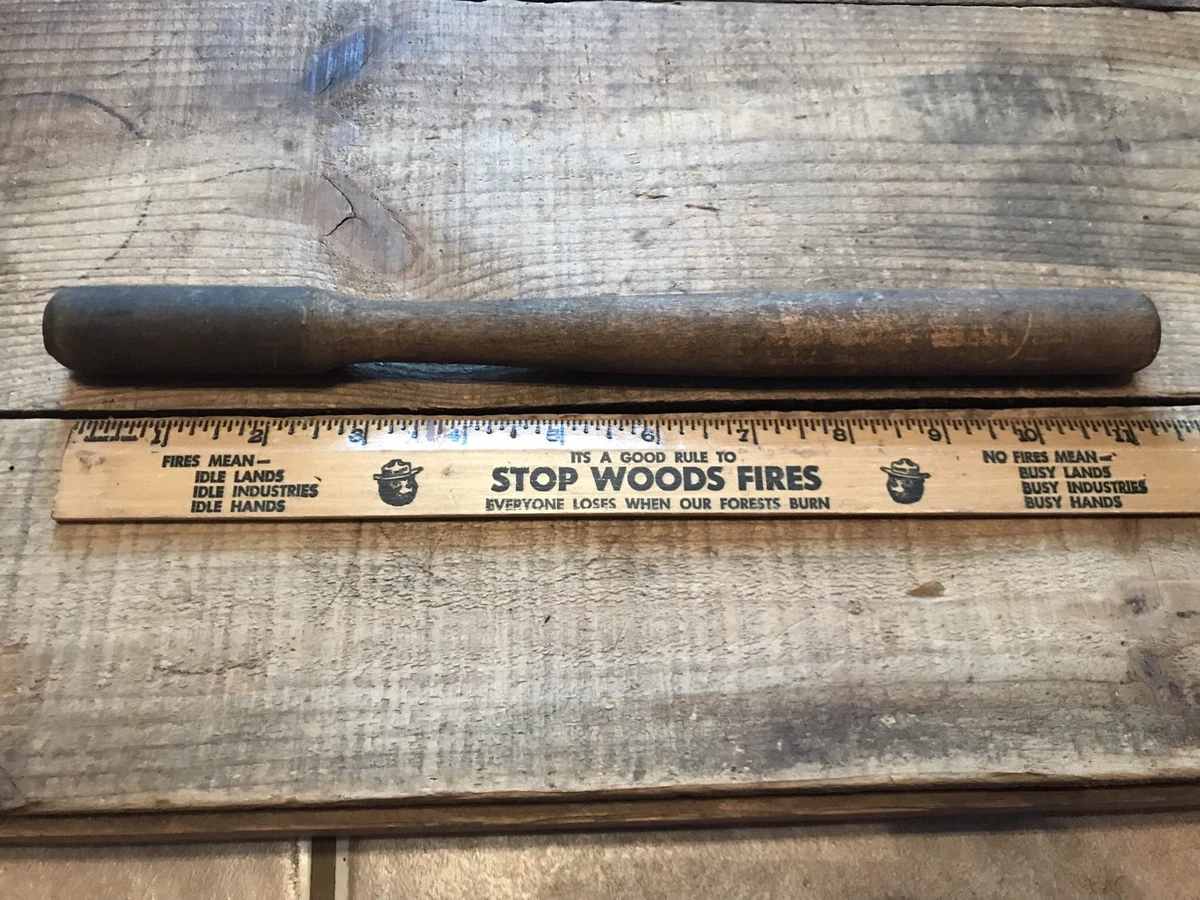 1 2 3 4 5 6 7 8 9 10 11
MADE IN U.S.A.
FIRES MEAN—
IDLE LANDS
IDLE INDUSTRIES
IDLE HANDS
ITS A GOOD RULE TO
STOP WOODS FIRES
EVERYONE LOSES WHEN OUR FORESTS BURN
NO FIRES MEAN—
BUSY LANDS
BUSY INDUSTRIES
BUSY HANDS